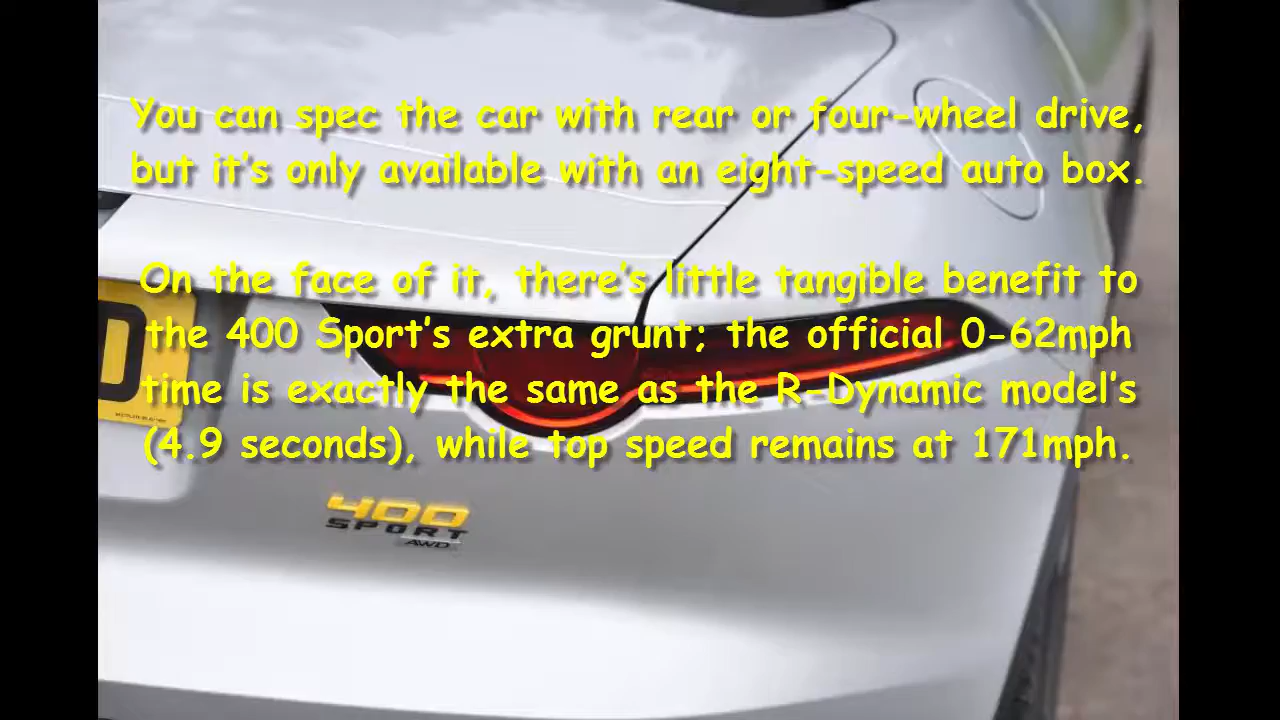 You can spec the car with rear or four-wheel drive,
but it's only available with an eight-speed auto box.
On the face of it, there's little tangible benefit to
the 400 Sport's extra grunt; the official 0-62mph
time is exactly the same as the R-Dynamic model's
(4.9 seconds), while top speed remains at 171mph.
D
400
SPORT
AWD